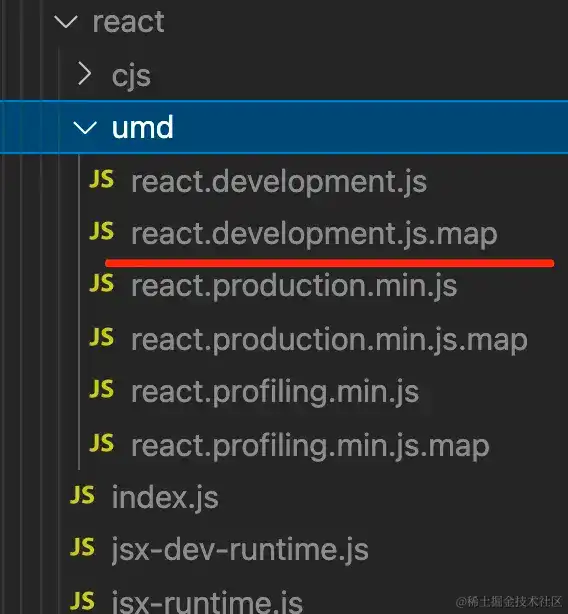 react
cjs
umd
JS react.development.js
JS react.development.js.map
JS react.production.min.js
JS react.production.min.js.map
JS react.profiling.min.js
JS react.profiling.min.js.map
JS index.js
JS jsx-dev-runtime.js
JS jsx-runtime.js
@稀土掘金技术社区